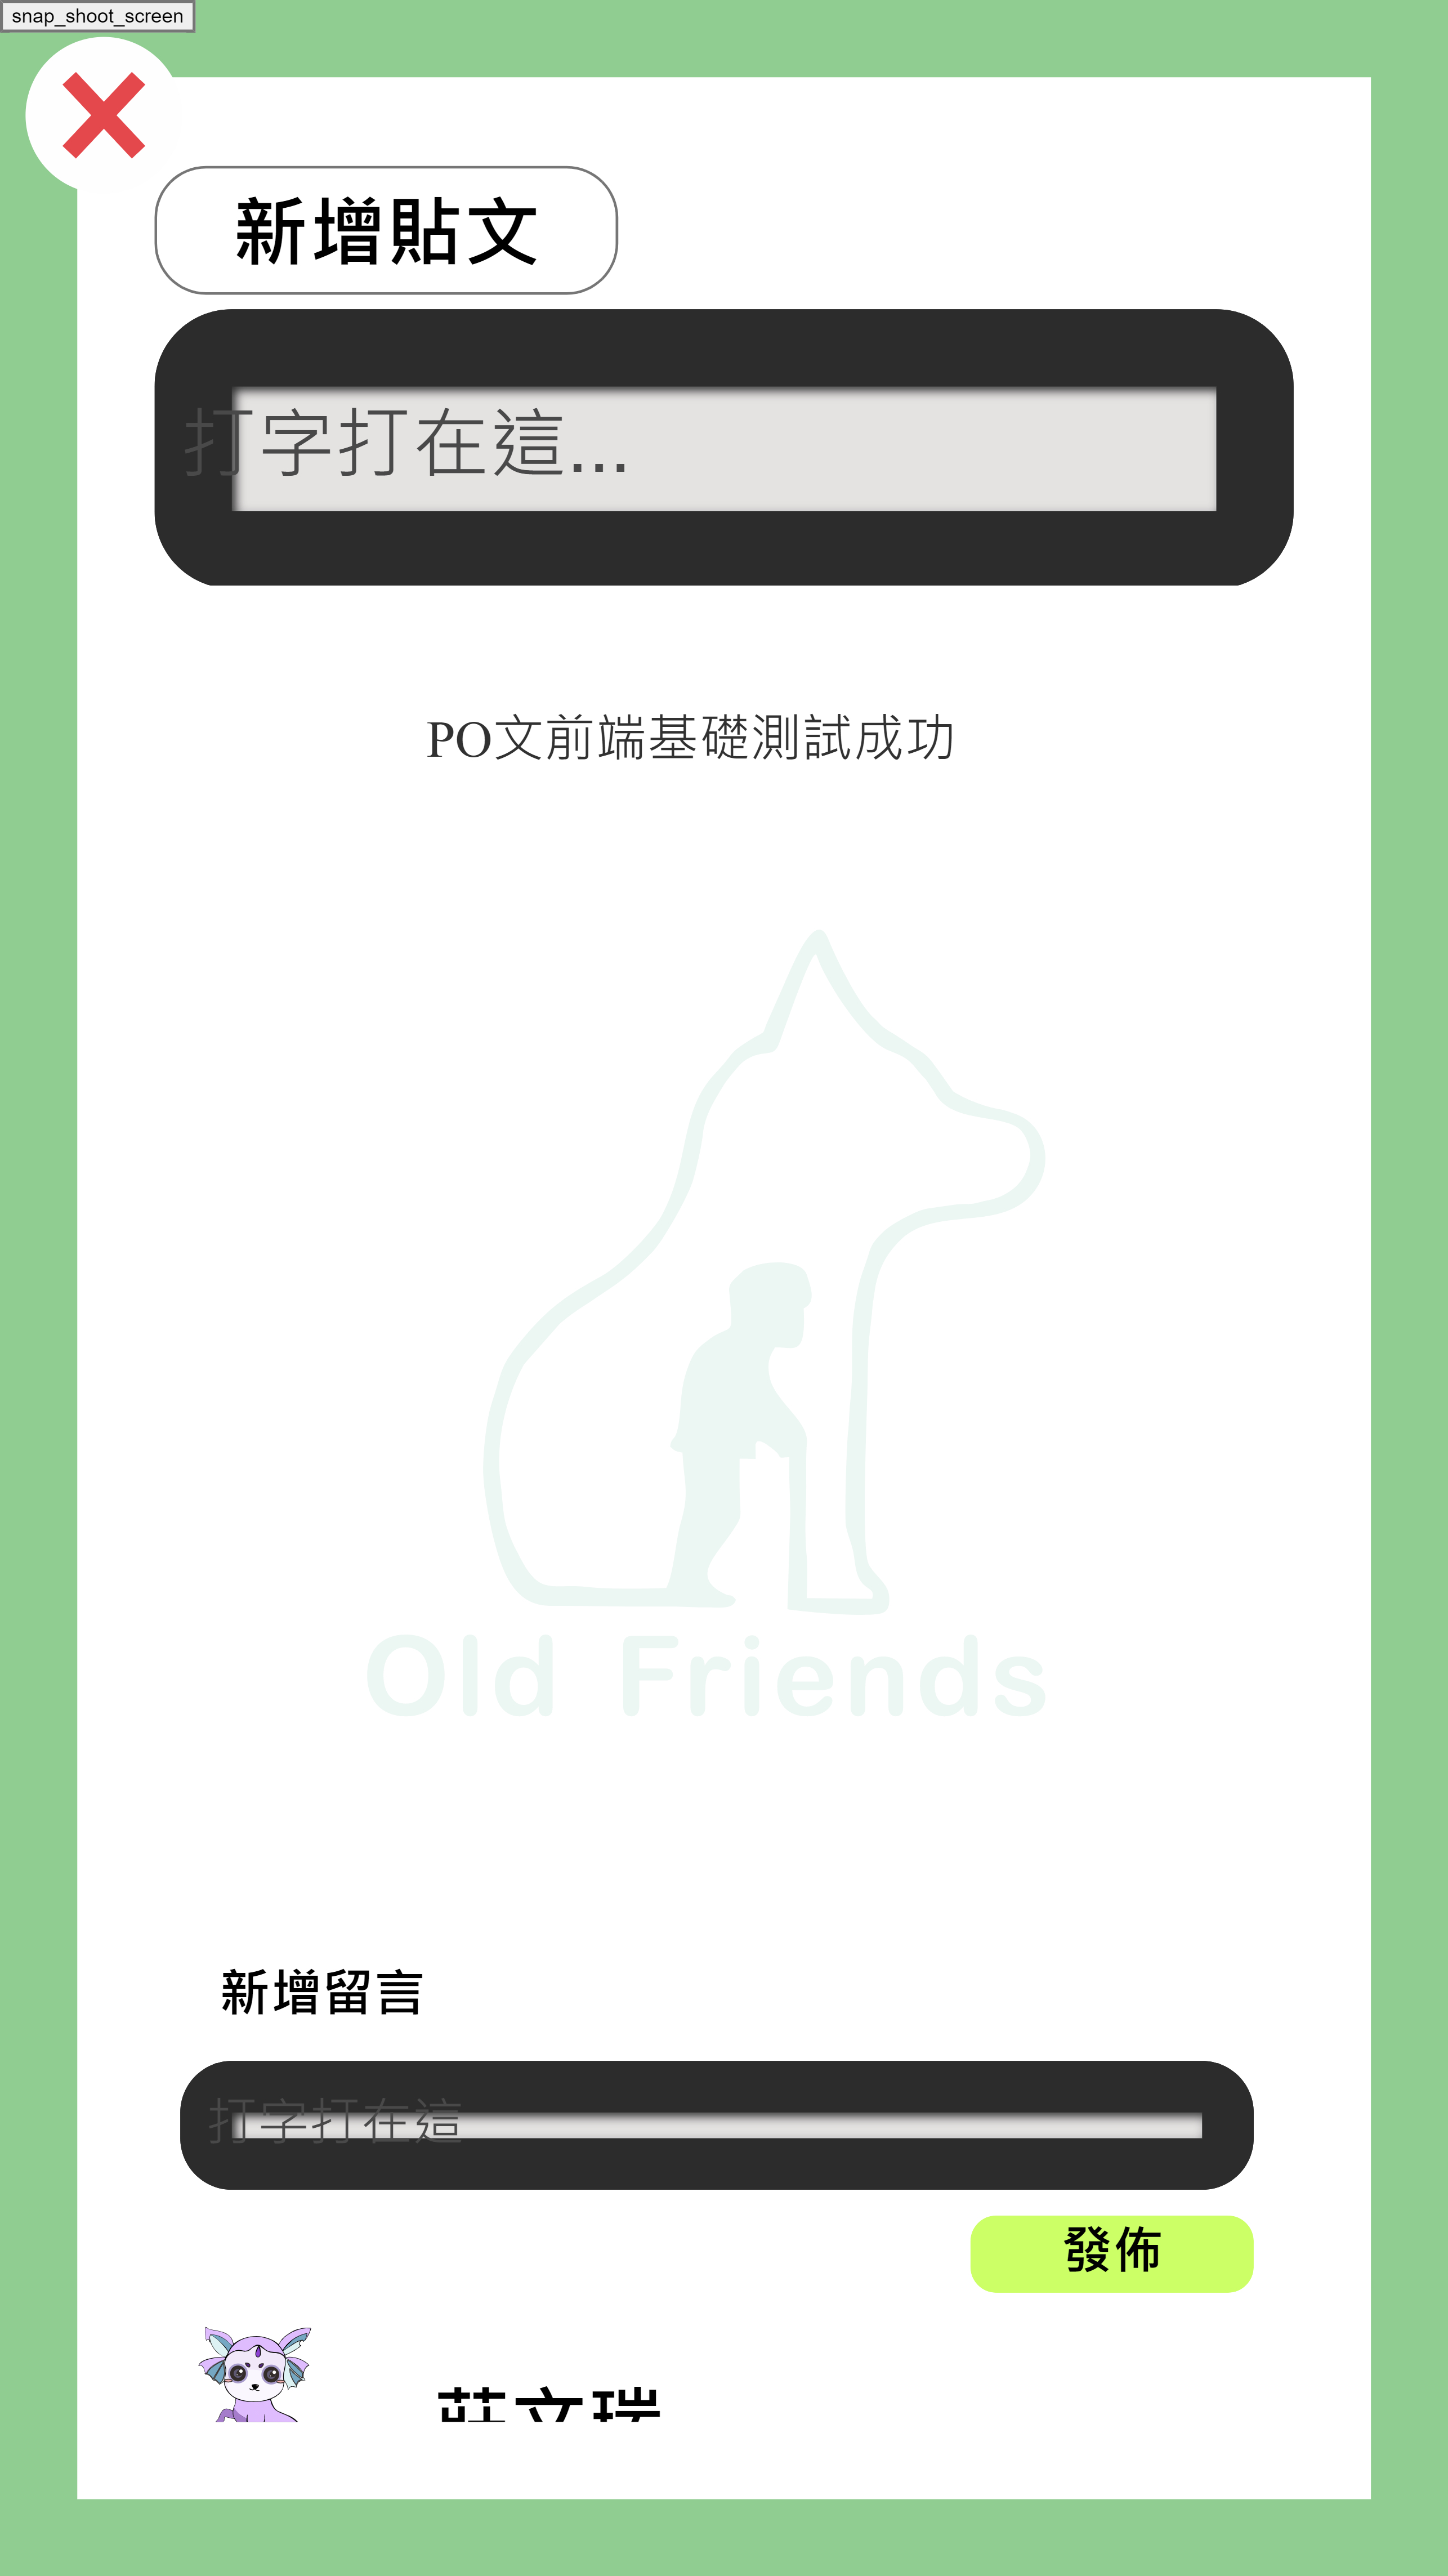 snap_shoot_screen
新增貼文
打字打在這...
PO文前端基礎測試成功
Old Friends
新增留言
打字打在這
發佈